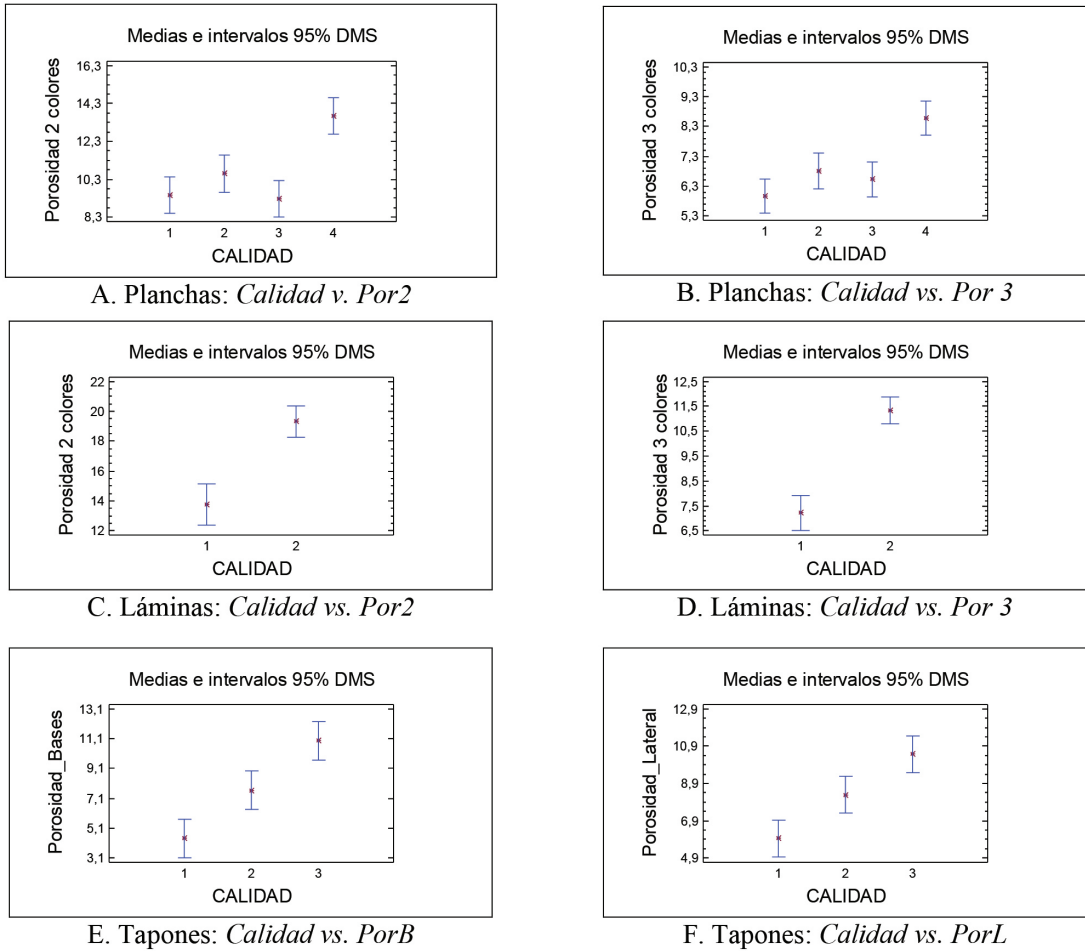 Medias e intervalos 95% DMS
Porosidad 2 colores
16,3
14,3
12,3
10,3
8,3
1 2 3 4
CALIDAD
A. Planchas: Calidad v. Por2
Medias e intervalos 95% DMS
Porosidad 3 colores
10,3
9,3
8,3
7,3
6,3
5,3
1 2 3 4
CALIDAD
B. Planchas: Calidad vs. Por 3
Medias e intervalos 95% DMS
Porosidad 2 colores
22
20
18
16
14
12
1 2
CALIDAD
C. Láminas: Calidad vs. Por2
Medias e intervalos 95% DMS
Porosidad 3 colores
12,5
11,5
10,5
9,5
8,5
7,5
6,5
1 2
CALIDAD
D. Láminas: Calidad vs. Por 3
Medias e intervalos 95% DMS
Porosidad_Bases
13,1
11,1
9,1
7,1
5,1
3,1
1 2 3
CALIDAD
E. Tapones: Calidad vs. PorB
Medias e intervalos 95% DMS
Porosidad_Lateral
12,9
10,9
8,9
6,9
4,9
1 2 3
CALIDAD
F. Tapones: Calidad vs. PorL